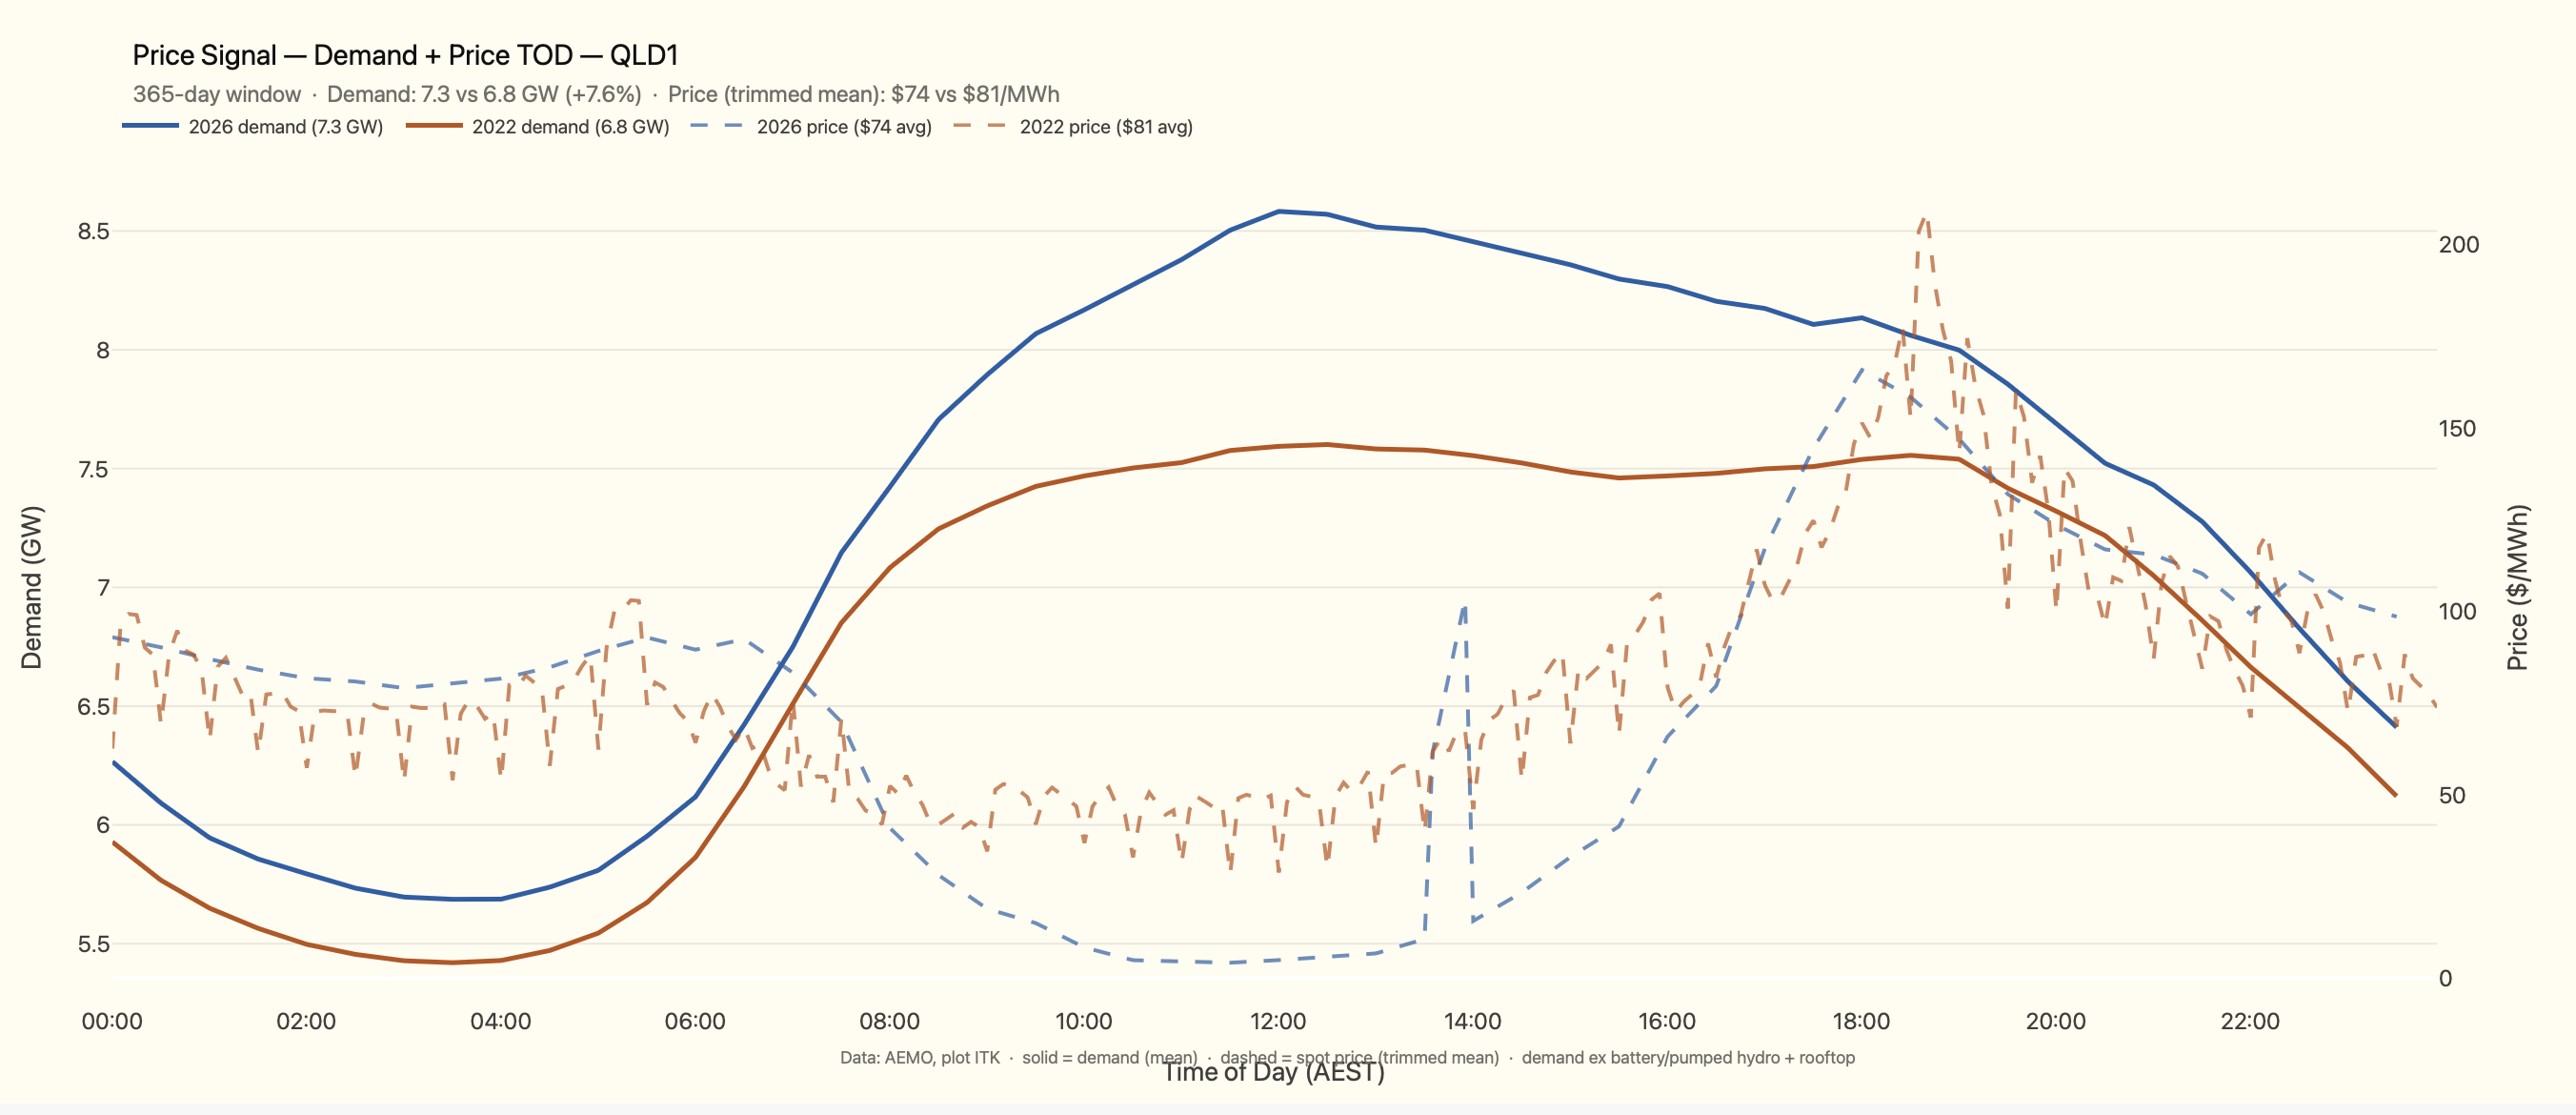 Price Signal — Demand + Price TOD — QLD1
365-day window · Demand: 7.3 vs 6.8 GW (+7.6%) · Price (trimmed mean): $74 vs $81/MWh
2026 demand (7.3 GW) 2022 demand (6.8 GW) 2026 price ($74 avg) 2022 price ($81 avg)
Demand (GW)
8.5
8
7.5
7
6.5
6
5.5
Price ($/MWh)
200
150
100
50
0
00:00 02:00 04:00 06:00 08:00 10:00 12:00 14:00 16:00 18:00 20:00 22:00
Data: AEMO, plot ITK · solid = demand (mean) · dashed = spot price (trimmed mean) · demand ex battery/pumped hydro + rooftop
Time of Day (AEST)